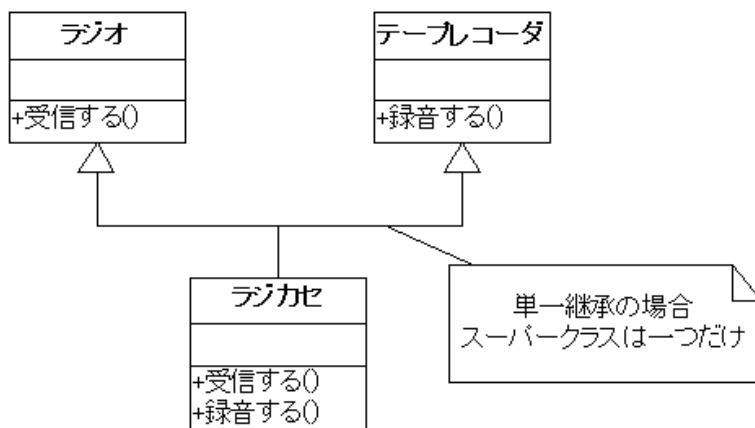 ラジオ
+受信する()
テープレコーダ
+録音する()
ラジカセ
+受信する()
+録音する()
単一継承の場合
スーパークラスは一つだけ